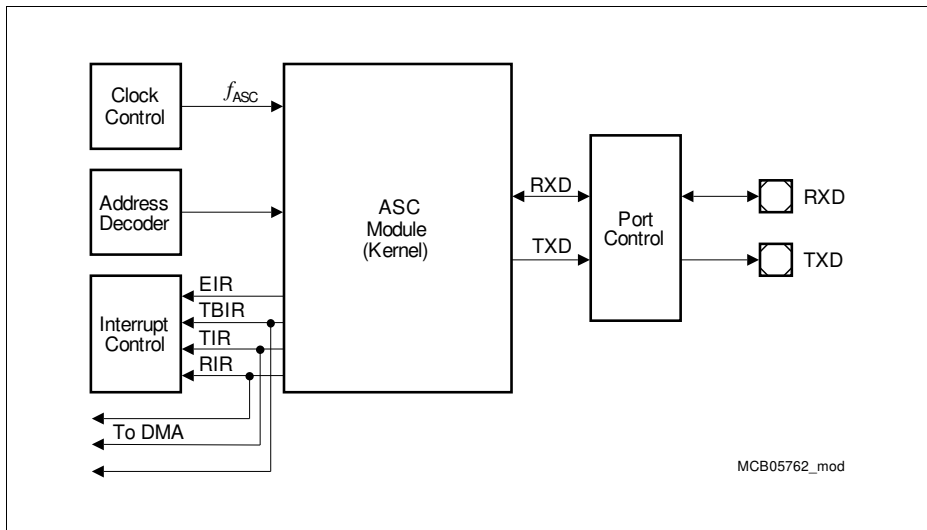 Clock
Control
f ASC
Address
Decoder
ASC
Module
(Kernel)
RXD
TXD
Port
Control
RXD
TXD
Interrupt
Control
EIR
TBIR
TIR
RIR
To DMA
MCB05762_mod